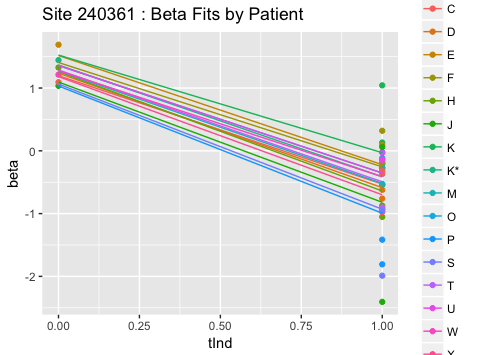 Site 240361 : Beta Fits by Patient
beta
1
0
-1
-2
0.00 0.25 0.50 0.75 1.00
tInd
C
D
E
F
H
J
K
K*
M
O
P
S
T
U
W